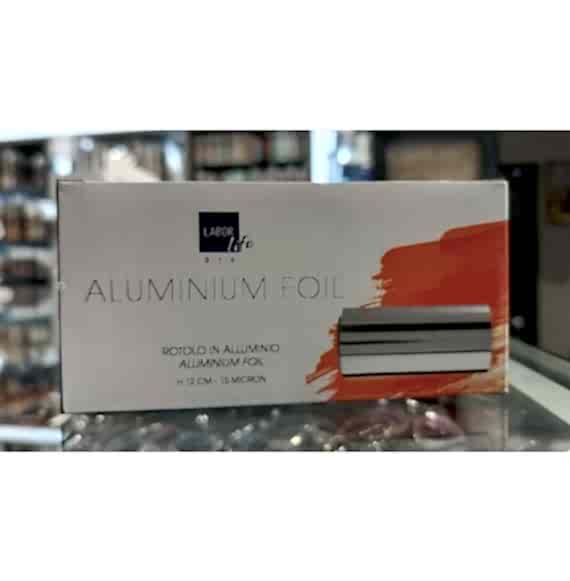 LABOR
life
ALUMINIUM FOIL
ROTOLO IN ALLUMINIO
ALUMINIUM FOIL
H 12 CM - 15 MICRON